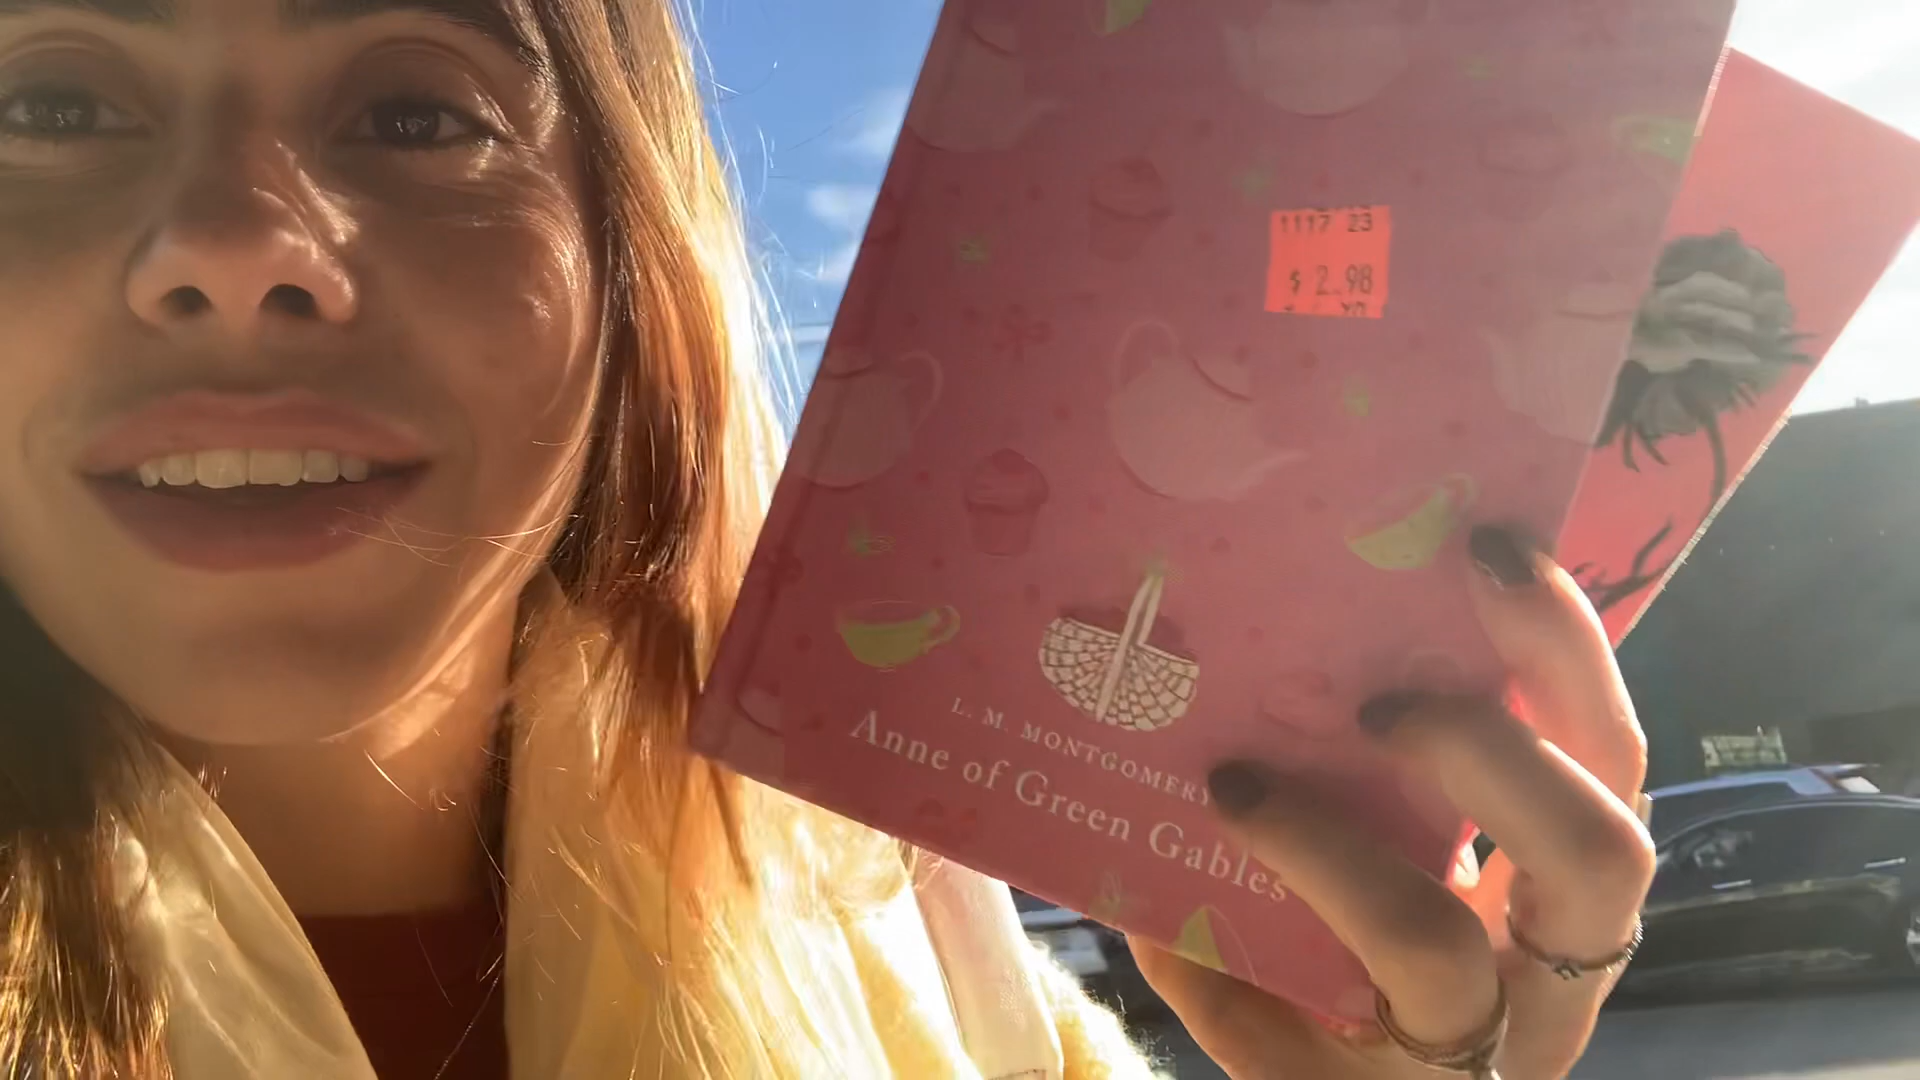 1117 23
$ 2.98
L. M. MONTGOMERY
Anne of Green Gables